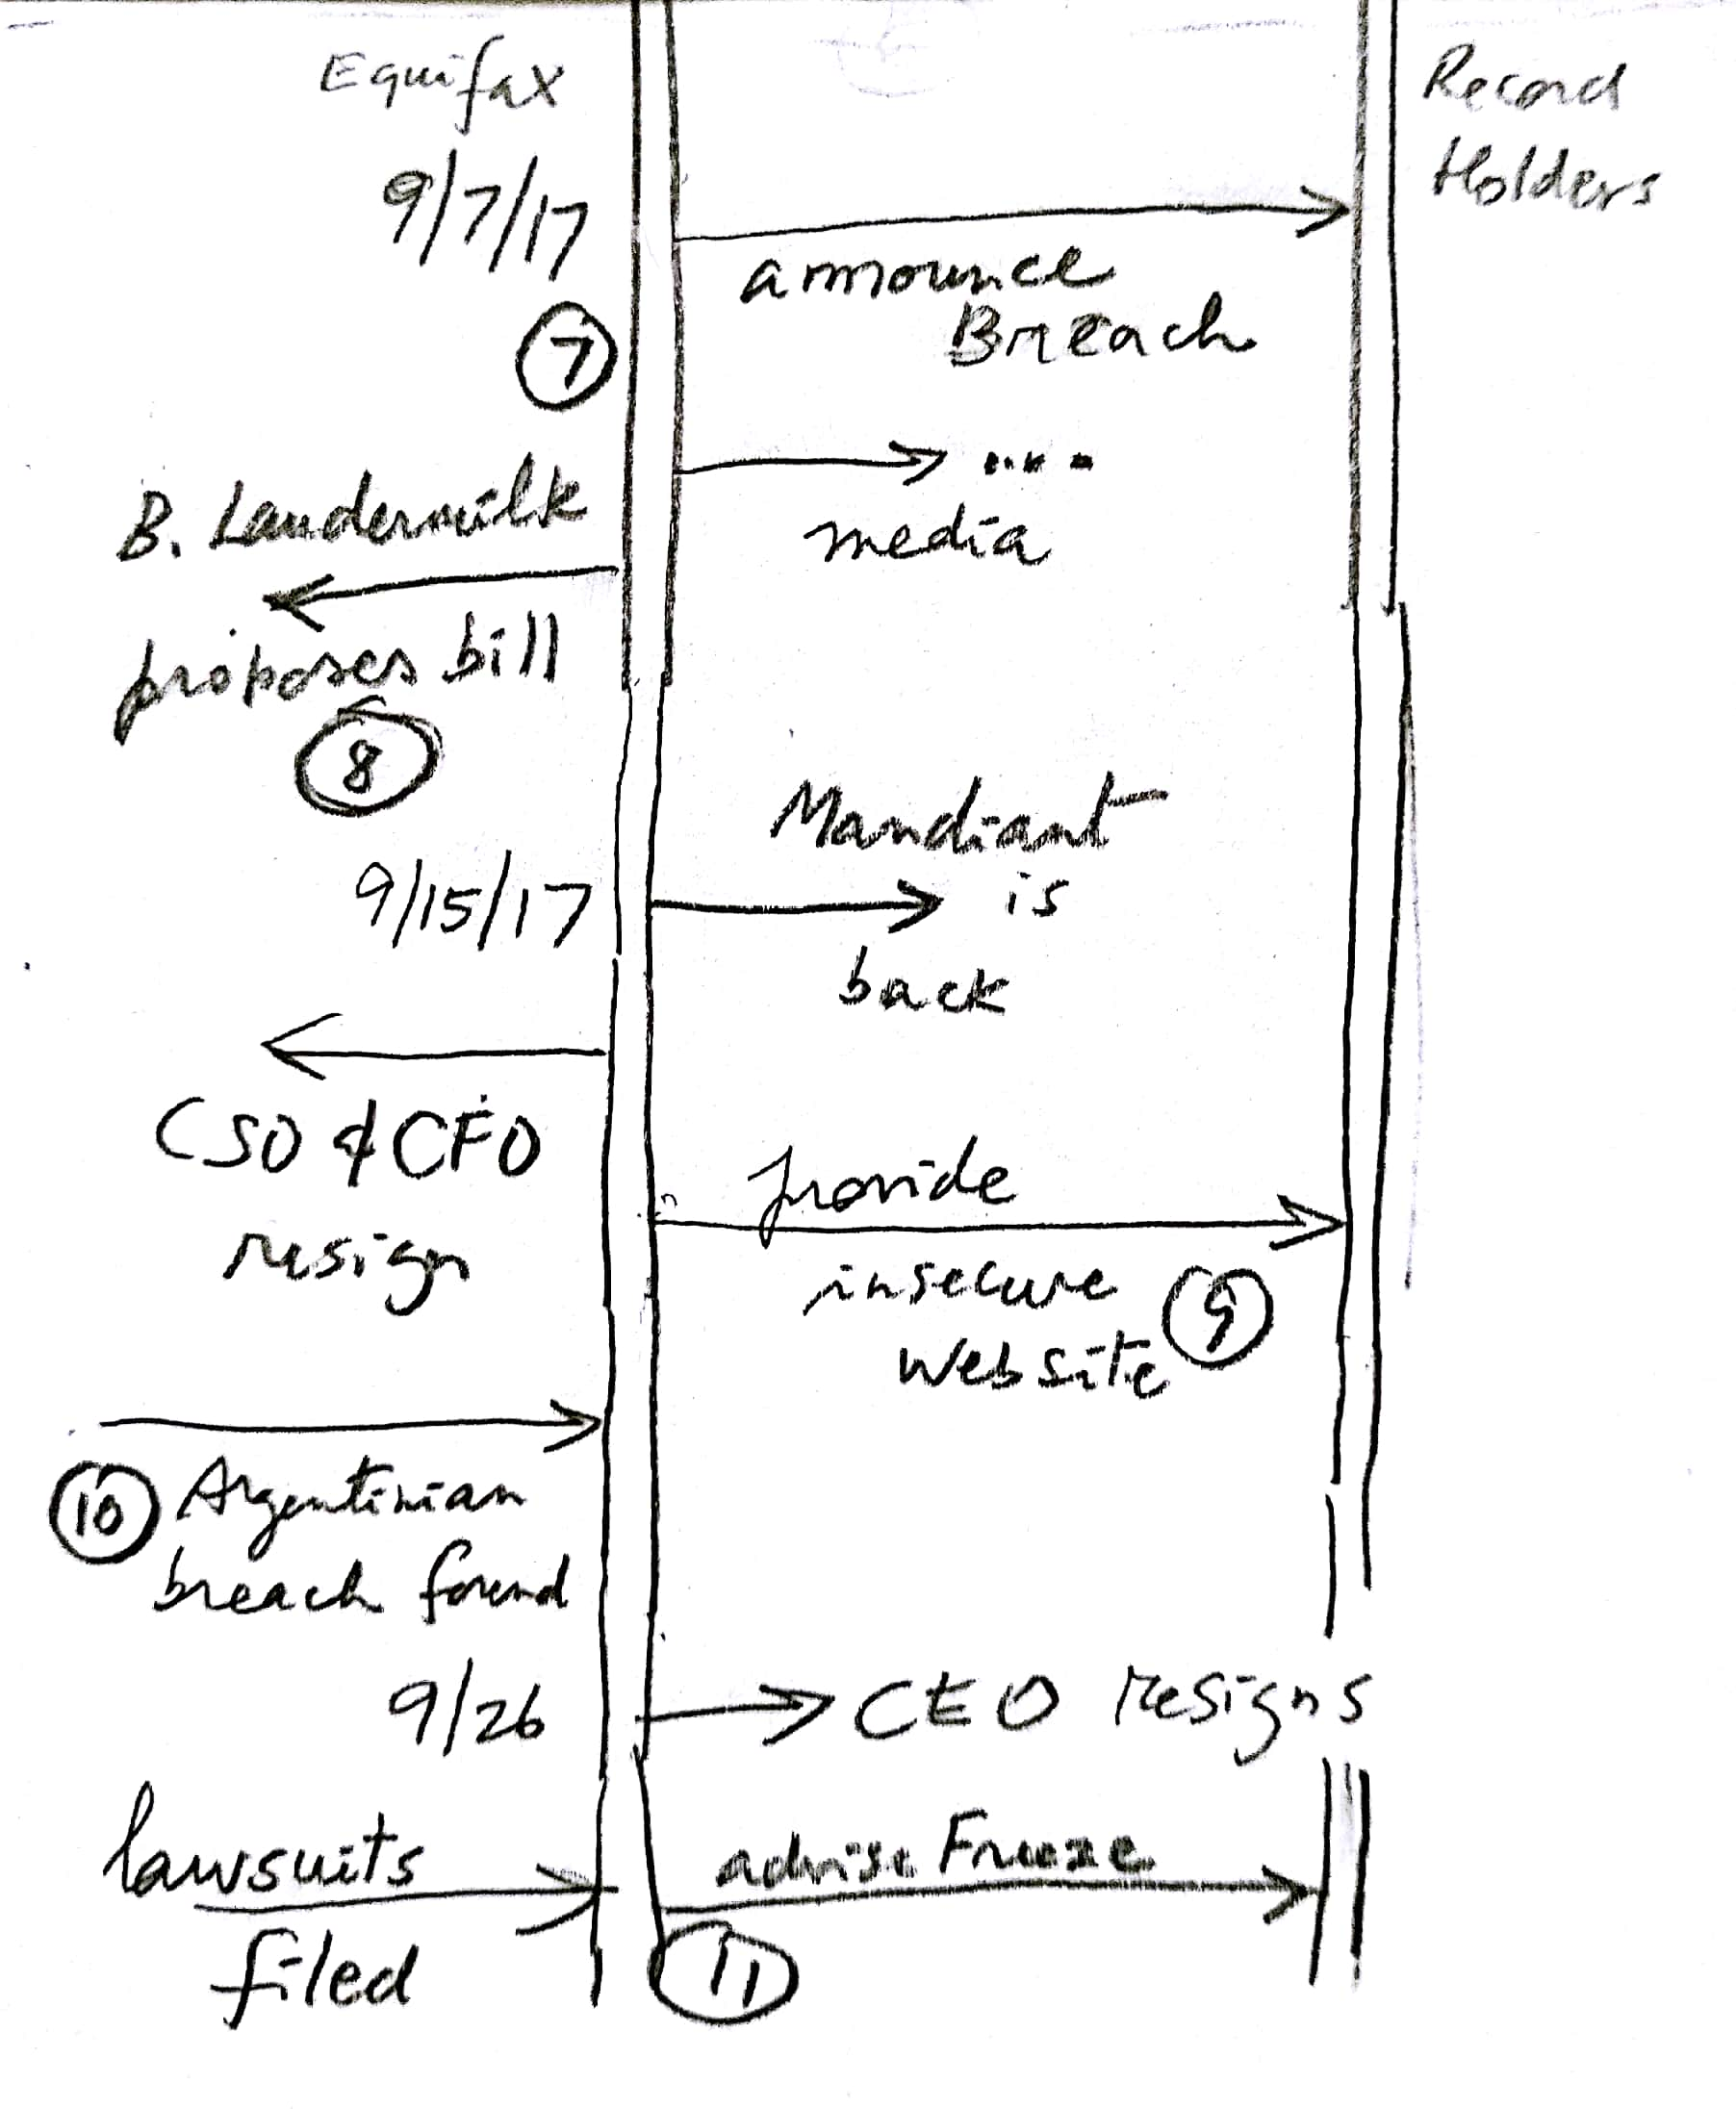 Equifax
Record
Holders
9/7/17
announce
Breach
7
....
media
B. Laudermilk
proposes bill
8
Mandiant
is
back
9/15/17
CSO & CFO
resign
provide
insecure
website
9
10
Argentinian
breach found
9/26
CEO resigns
lawsuits
filed
advise Freeze
11